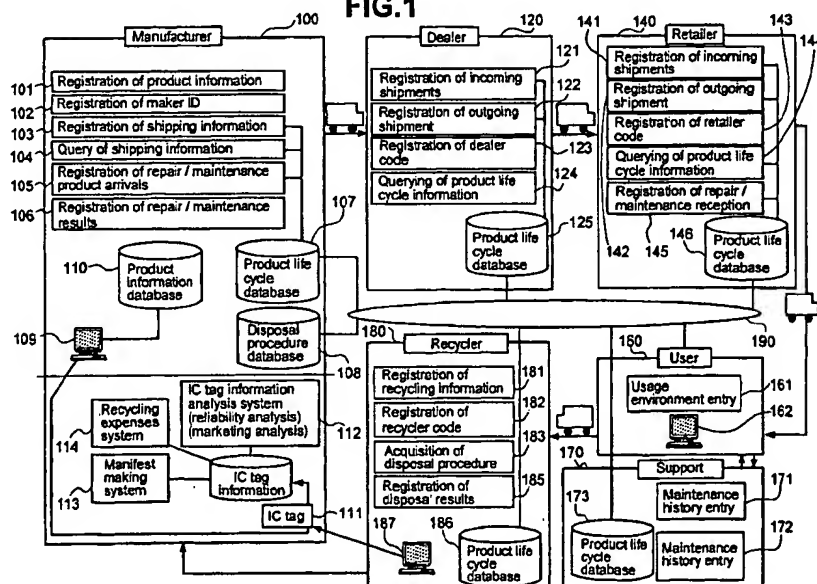 FIG.1
Manufacturer
100
101
Registration of product information
102
Registration of maker ID
103
Registration of shipping information
104
Query of shipping information
105
Registration of repair / maintenance
product arrivals
106
Registration of repair / maintenance
results
107
110
Product
information
database
Product life
cycle
database
109
Disposal
procedure
database
108
IC tag information
analysis system
(reliability analysis)
(marketing analysis)
112
114
Recycling
expenses
system
113
Manifest
making
system
IC tag
information
IC tag
111
Dealer
120
121
Registration of incoming
shipments
122
Registration of outgoing
shipment
123
Registration of dealer
code
124
Querying of product life
cycle information
125
Product life
cycle
database
Retailer
140
141
143
14
Registration of incoming
shipments
Registration of outgoing
shipment
142
Registration of retailer
code
Querying of product life
cycle information
Registration of repair /
maintenance reception
145
146
Product life
cycle
database
190
180
Recycler
Registration of
recycling information
181
Registration of
recycler code
182
Acquisition of
disposal procedure
183
Registration of
disposa' results
185
187
186
Product life
cycle
database
160
User
Usage
environment entry
161
162
170
Support
171
Maintenance
history entry
173
Product life
cycle
database
172
Maintenance
history entry